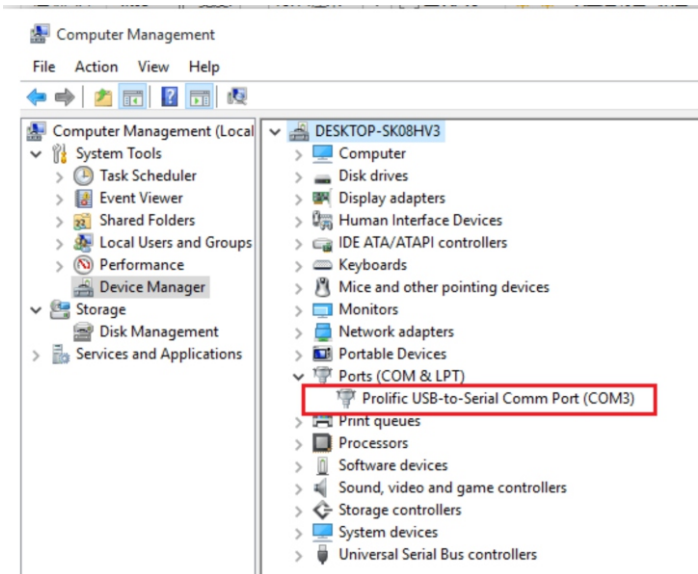 Computer Management
File Action View Help
Computer Management (Local
System Tools
Task Scheduler
Event Viewer
Shared Folders
Local Users and Groups
Performance
Device Manager
Storage
Disk Management
Services and Applications
DESKTOP-SK08HV3
Computer
Disk drives
Display adapters
Human Interface Devices
IDE ATA/ATAPI controllers
Keyboards
Mice and other pointing devices
Monitors
Network adapters
Portable Devices
Ports (COM & LPT)
Prolific USB-to-Serial Comm Port (COM3)
Print queues
Processors
Software devices
Sound, video and game controllers
Storage controllers
System devices
Universal Serial Bus controllers